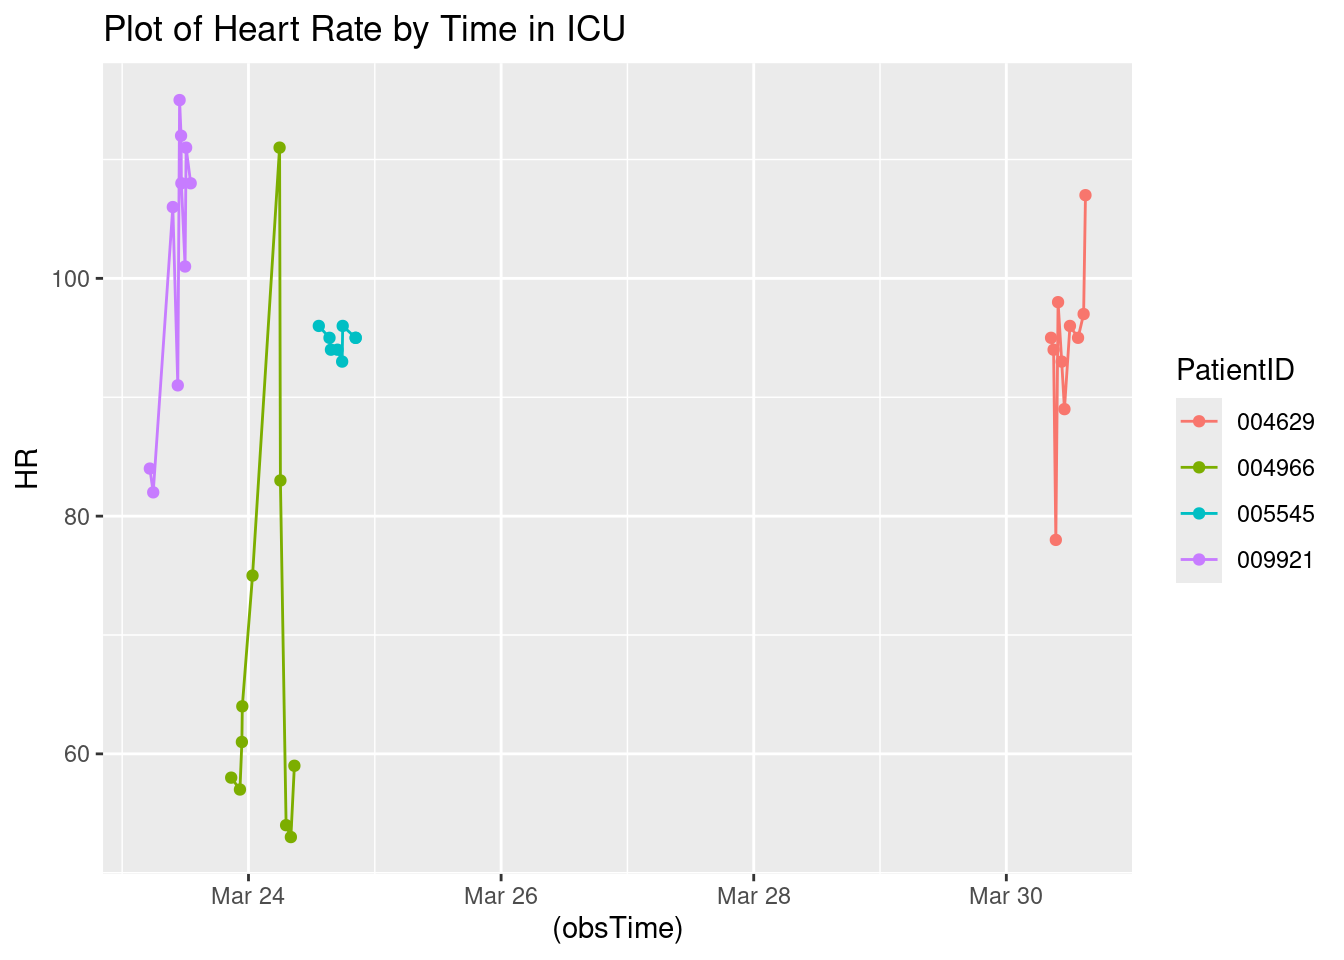 Plot of Heart Rate by Time in ICU
HR
100
80
60
Mar 24
Mar 26
Mar 28
Mar 30
(obsTime)
PatientID
004629
004966
005545
009921